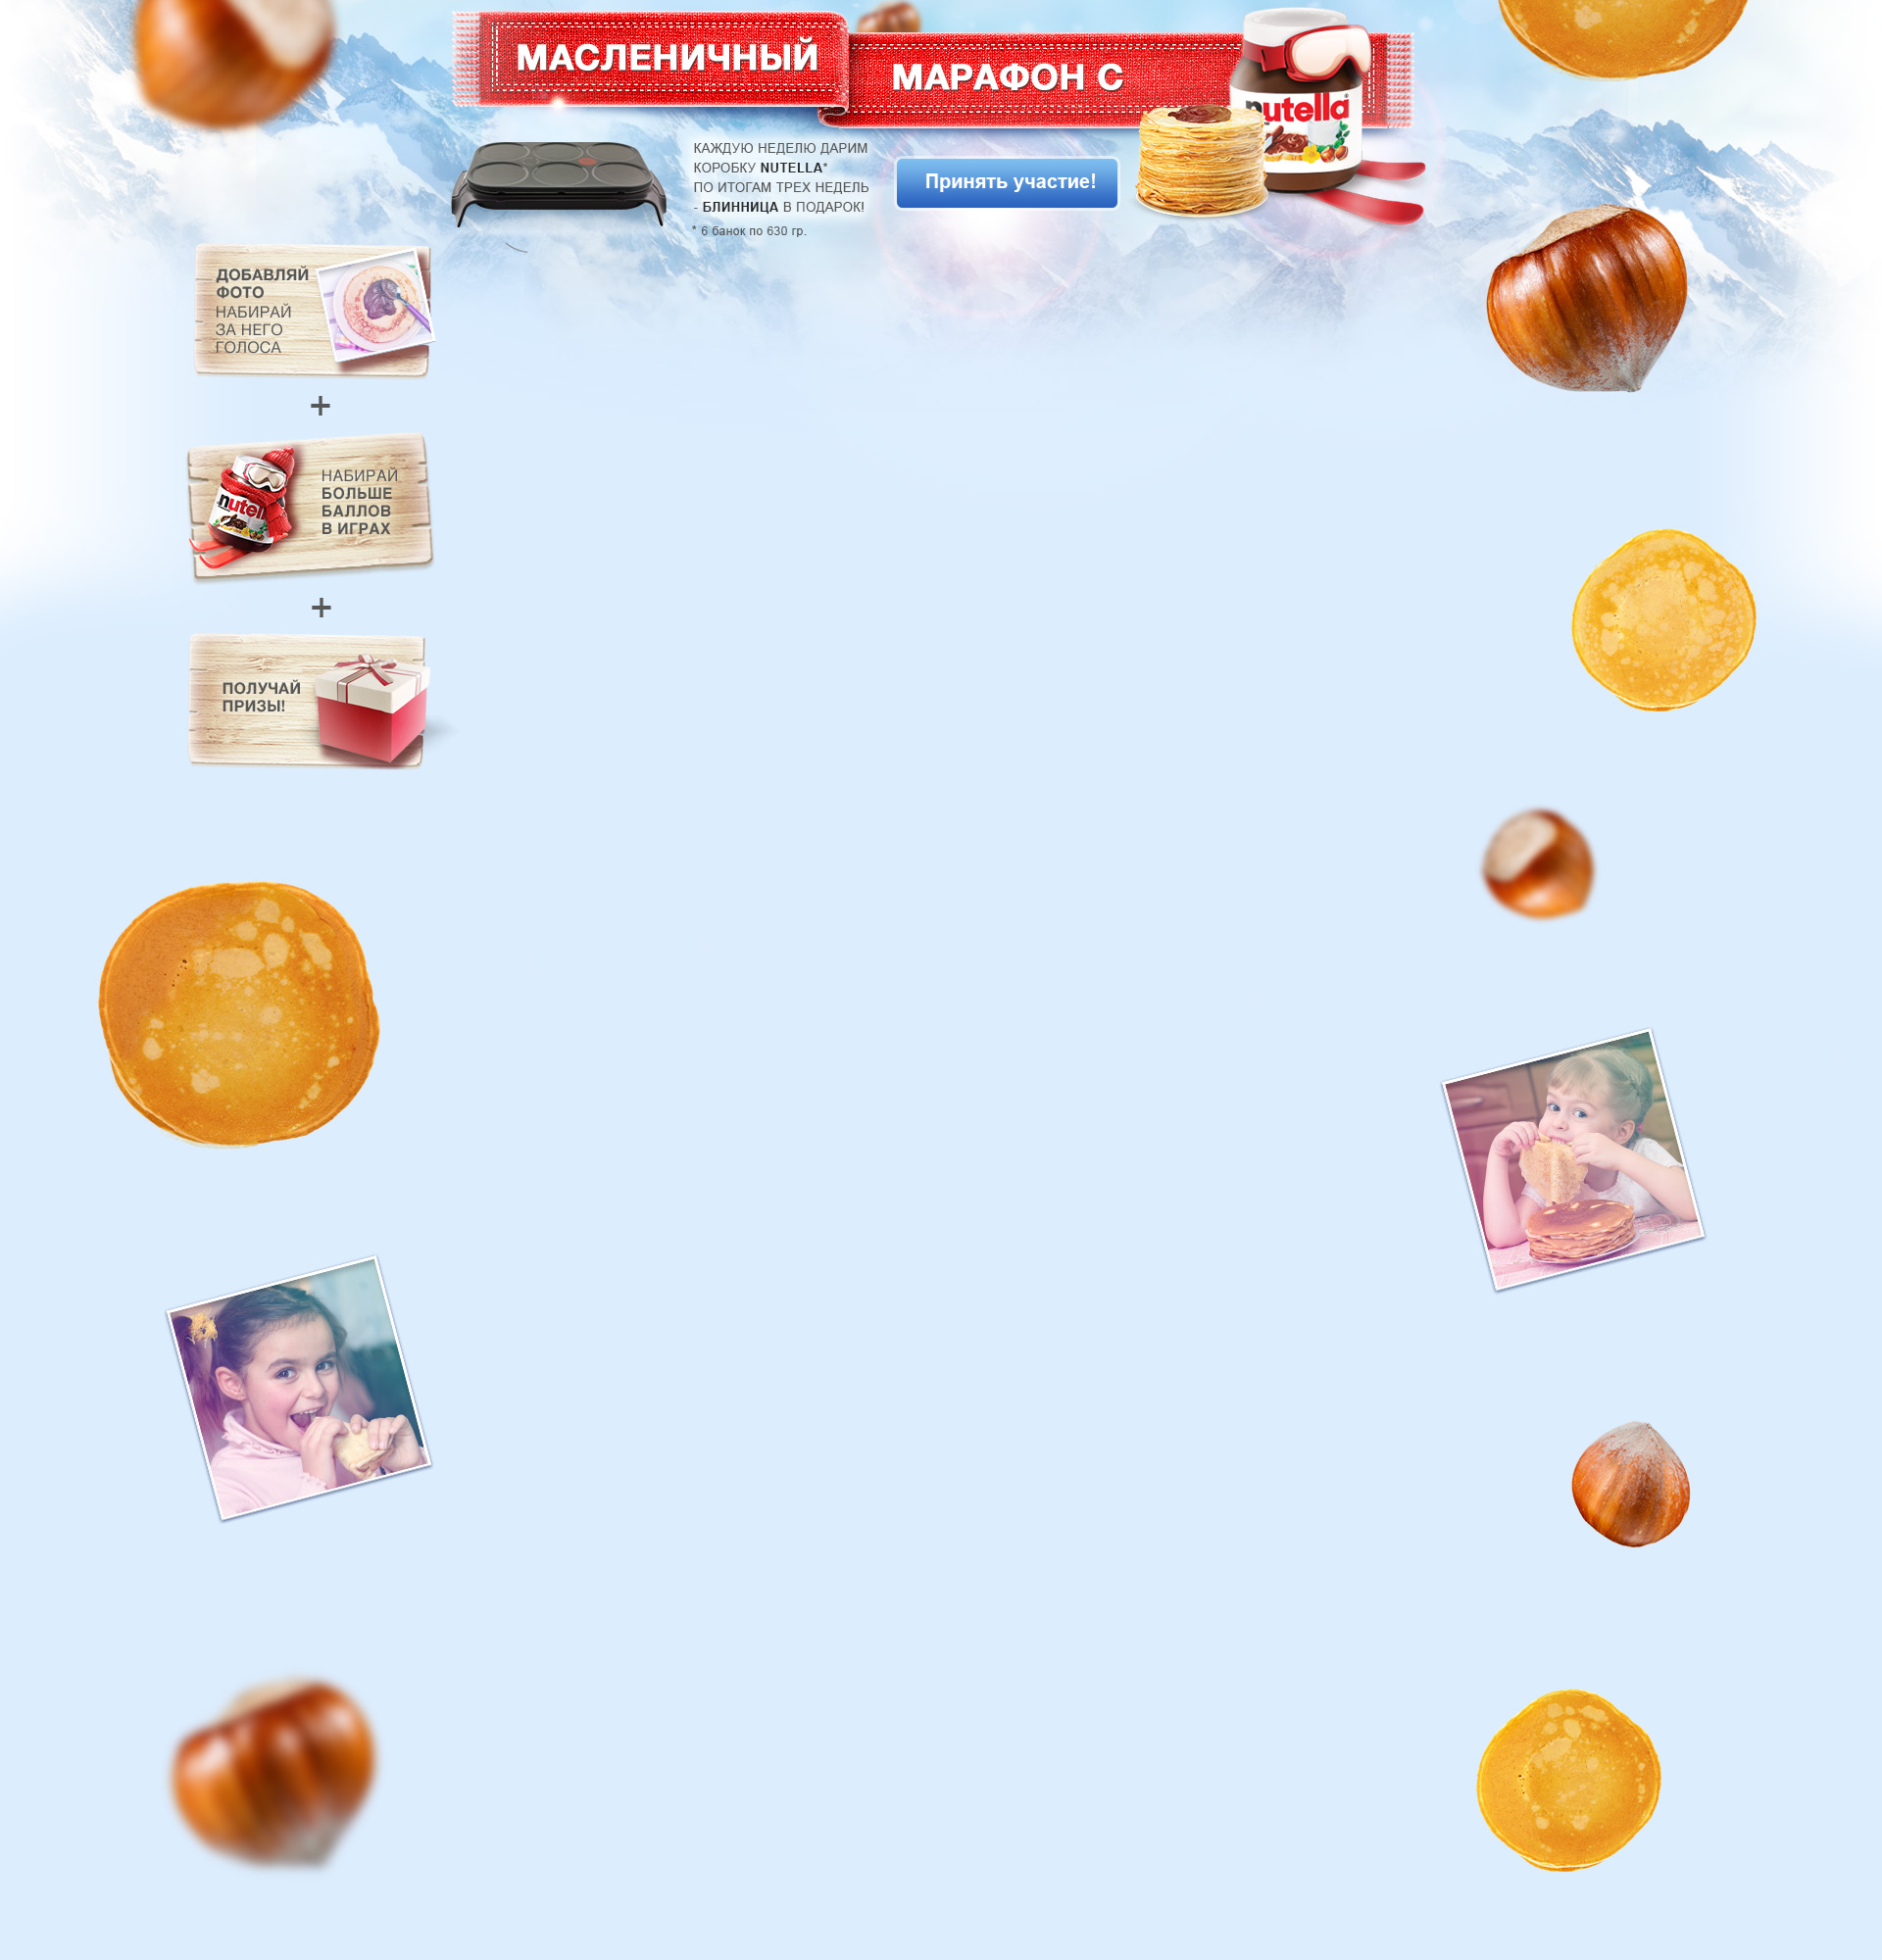 МАСЛЕНИЧНЫЙ
МАРАФОН С
nutella
КАЖДУЮ НЕДЕЛЮ ДАРИМ
КОРОБКУ NUTELLA*
ПО ИТОГАМ ТРЕХ НЕДЕЛЬ
- БЛИННИЦА В ПОДАРОК!
* 6 банок по 630 гр.
Принять участие!
ДОБАВЛЯЙ
ФОТО
НАБИРАЙ
ЗА НЕГО
ГОЛОСА
+
nutell
НАБИРАЙ
БОЛЬШЕ
БАЛЛОВ
В ИГРАХ
+
ПОЛУЧАЙ
ПРИЗЫ!